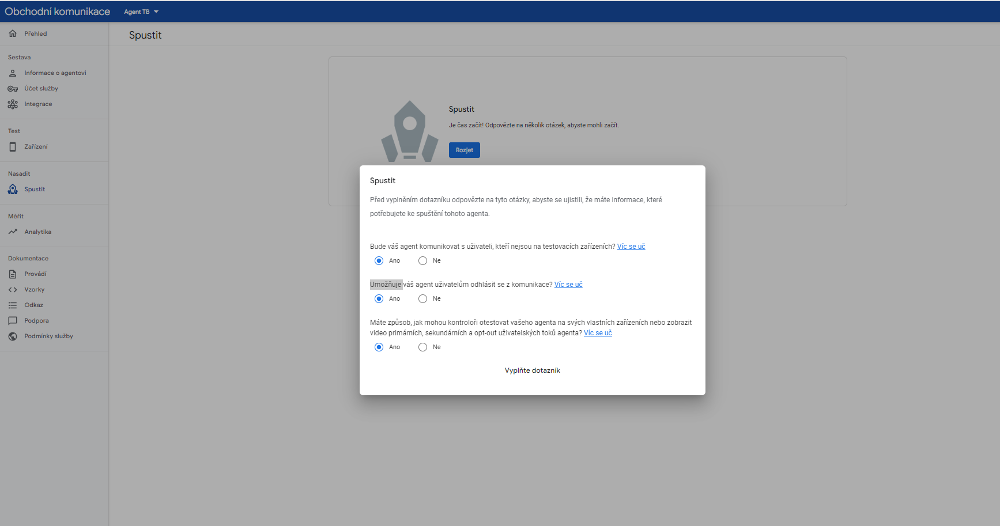 Obchodní komunikace
Agent TB
Přehled
Spustit
Sestava
Informace o agentovi
Účet služby
Integrace
Test
Zařízení
Nasadit
Spustit
Měřit
Analytika
Dokumentace
Provádí
Vzorky
Odkaz
Podpora
Podmínky služby
Spustit
Je čas začít! Odpovězte na několik otázek, abyste mohli začít.
Rozjet
Spustit
Před vyplněním dotazníku odpovězte na tyto otázky, abyste se ujistili, že máte informace, které
potřebujete ke spuštění tohoto agenta.
Bude váš agent komunikovat s uživateli, kteří nejsou na testovacích zařízeních? Víc se uč
Ano Ne
Umožňuje váš agent uživatelům odhlásit se z komunikace? Víc se uč
Ano Ne
Máte způsob, jak mohou kontroloři otestovat vašeho agenta na svých vlastních zařízeních nebo zobrazit
video primárních, sekundárních a opt-out uživatelských toků agenta? Víc se uč
Ano Ne
Vyplňte dotazník